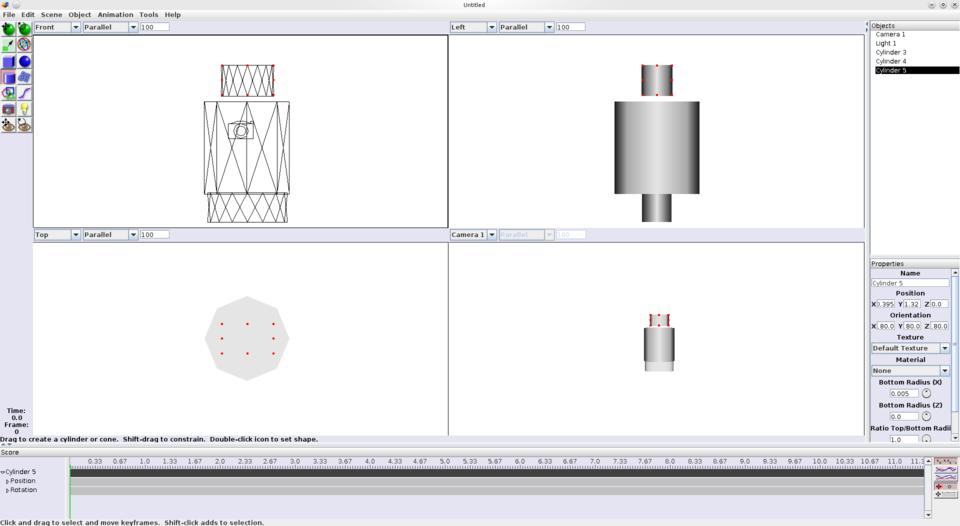 Untitled
File Edit Scene Object Animation Tools Help
Front Parallel 100
Left Parallel 100
Objects
Camera 1
Light 1
Cylinder 3
Cylinder 4
Cylinder 5
Top Parallel 100
Camera 1 Parallel 100
Properties
Name
Cylinder 5
Position
X 0.395 Y 1.32 Z 0.0
Orientation
X 80.0 Y 80.0 Z 80.0
Texture
Default Texture
Material
None
Bottom Radius (X)
0.005
Bottom Radius (Z)
0.0
Ratio Top/Bottom Radii
1.0
Time:
0.0
Frame:
0
Drag to create a cylinder or cone. Shift-drag to constrain. Double-click icon to set shape.
Score
0.33 0.67 1.0 1.33 1.67 2.0 2.33 2.67 3.0 3.33 3.67 4.0 4.33 4.67 5.0 5.33 5.67 6.0 6.33 6.67 7.0 7.33 7.67 8.0 8.33 8.67 9.0 9.33 9.67 10.0 10.33 10.67 11.0 11.3
Cylinder 5
Position
Rotation
Click and drag to select and move keyframes. Shift-click adds to selection.